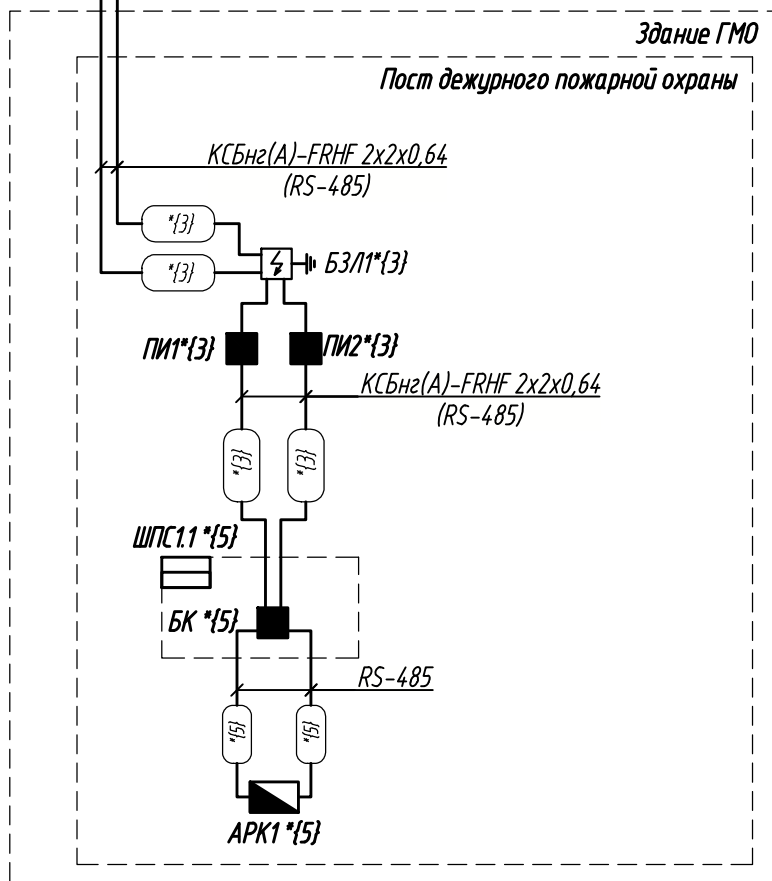 Здание ГМО
Пост дежурного пожарной охраны
КСБнг(А)-FRHF 2х2х0,64
(RS-485)
*{3}
*{3}
БЗЛ1*{3}
ПИ1*{3}
ПИ2*{3}
КСБнг(А)-FRHF 2х2х0,64
(RS-485)
*{3}
*{3}
ШПС1.1 *{5}
БК *{5}
RS-485
*{5}
*{5}
АРК1 *{5}